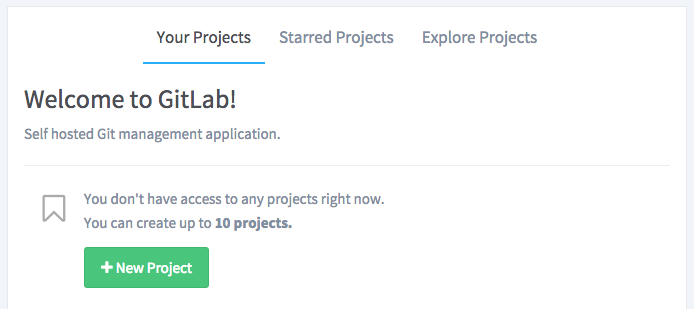 Your Projects Starred Projects Explore Projects
Welcome to GitLab!
Self hosted Git management application.
You don't have access to any projects right now.
You can create up to 10 projects.
+ New Project